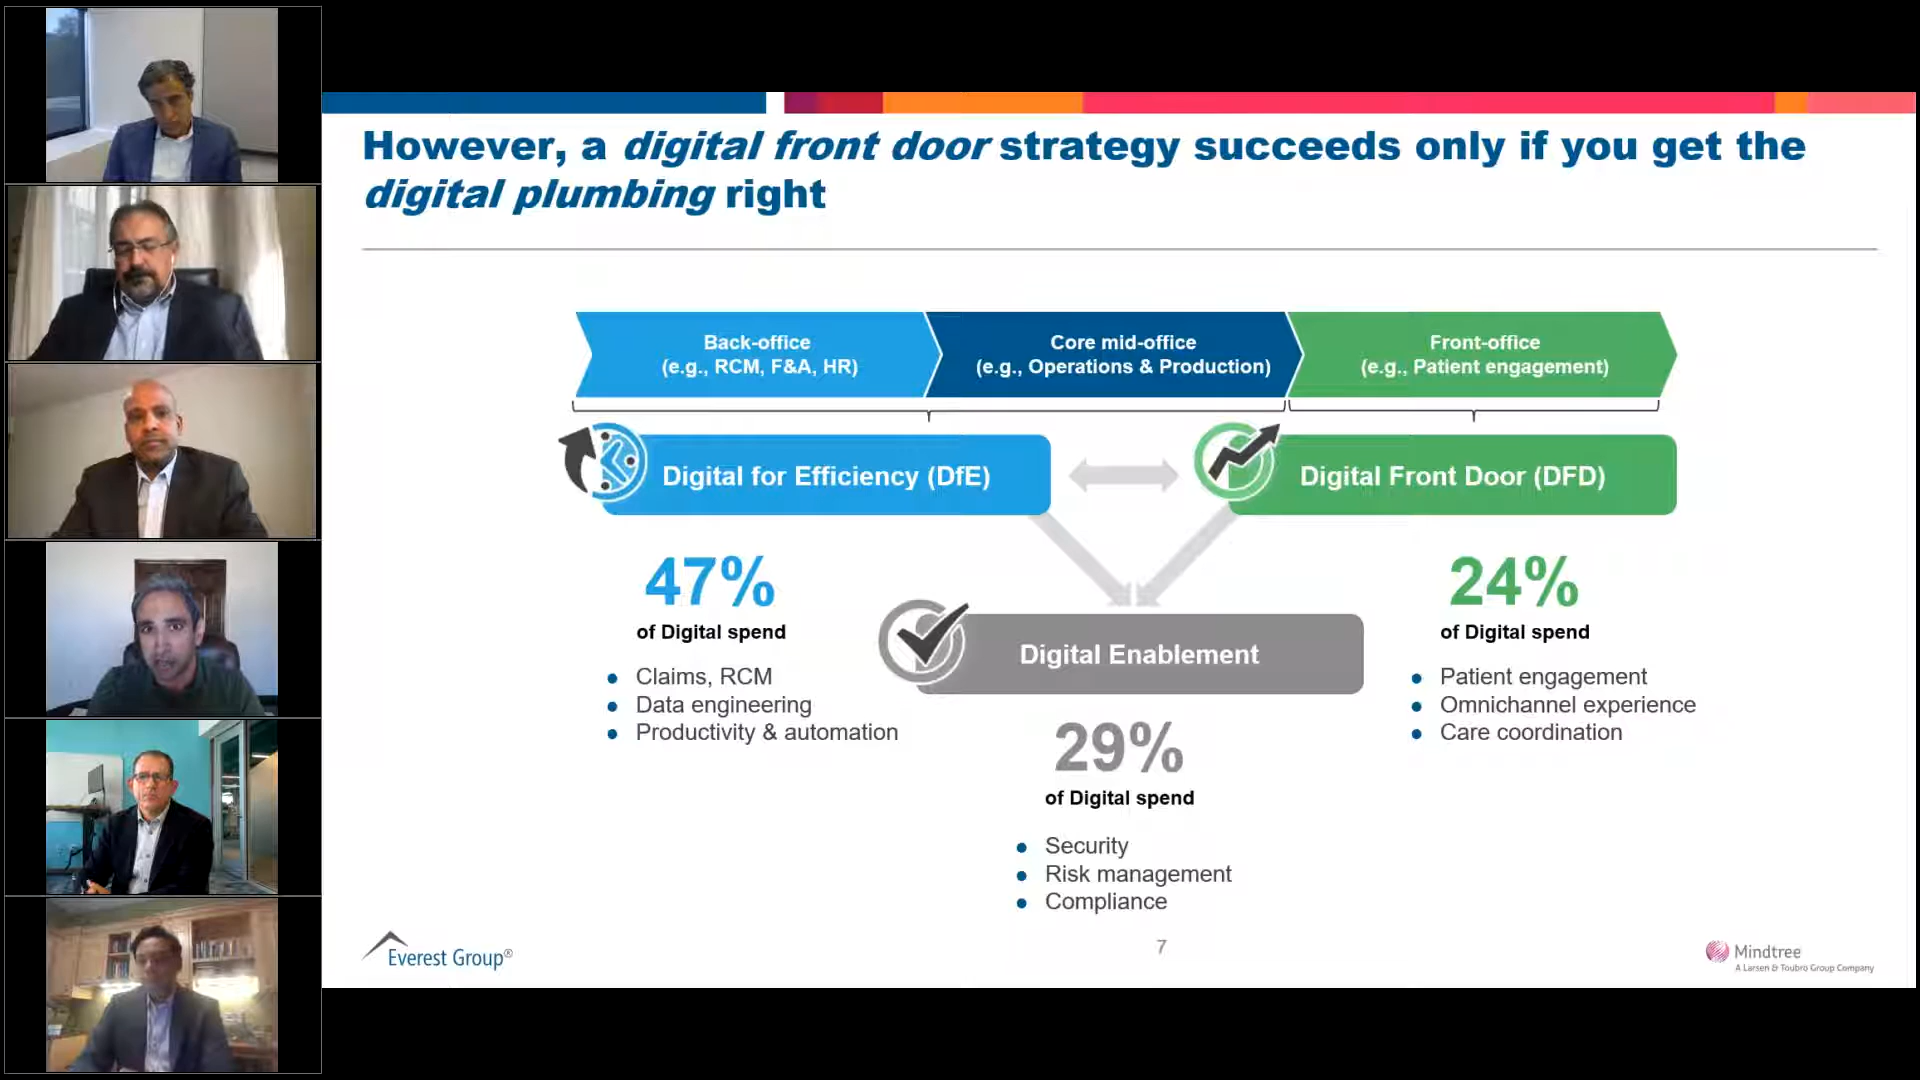 However, a digital front door strategy succeeds only if you get the
digital plumbing right
Back-office
(e.g., RCM, F&A, HR)
Core mid-office
(e.g., Operations & Production)
Front-office
(e.g., Patient engagement)
Digital for Efficiency (DfE)
Digital Front Door (DFD)
47%
of Digital spend
● Claims, RCM
● Data engineering
● Productivity & automation
Digital Enablement
29%
of Digital spend
● Security
● Risk management
● Compliance
24%
of Digital spend
● Patient engagement
● Omnichannel experience
● Care coordination
Everest Group®
7
Mindtree
A Larsen & Toubro Group Company